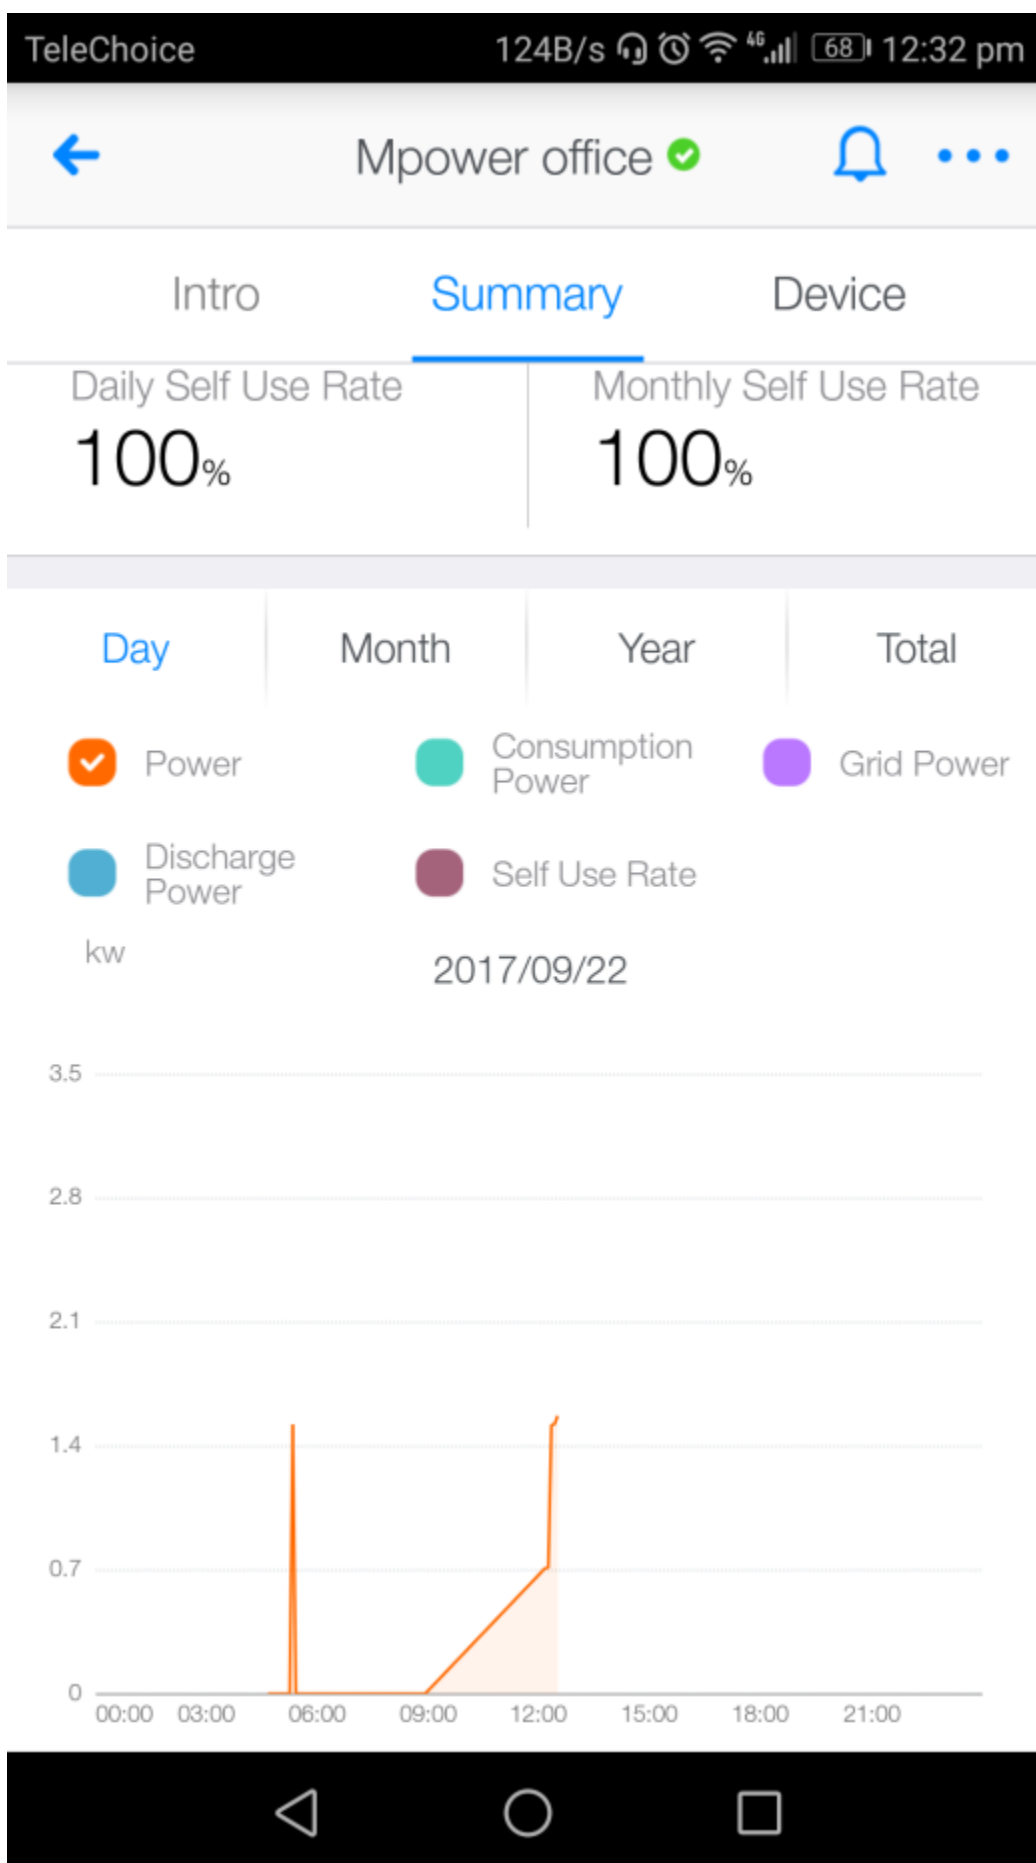 TeleChoice 124B/s 4G 68 12:32 pm
Mpower office
Intro Summary Device
Daily Self Use Rate Monthly Self Use Rate
100% 100%
Day Month Year Total
Power Consumption Power Grid Power
Discharge Power Self Use Rate
kw 2017/09/22
3.5
2.8
2.1
1.4
0.7
0
00:00 03:00 06:00 09:00 12:00 15:00 18:00 21:00